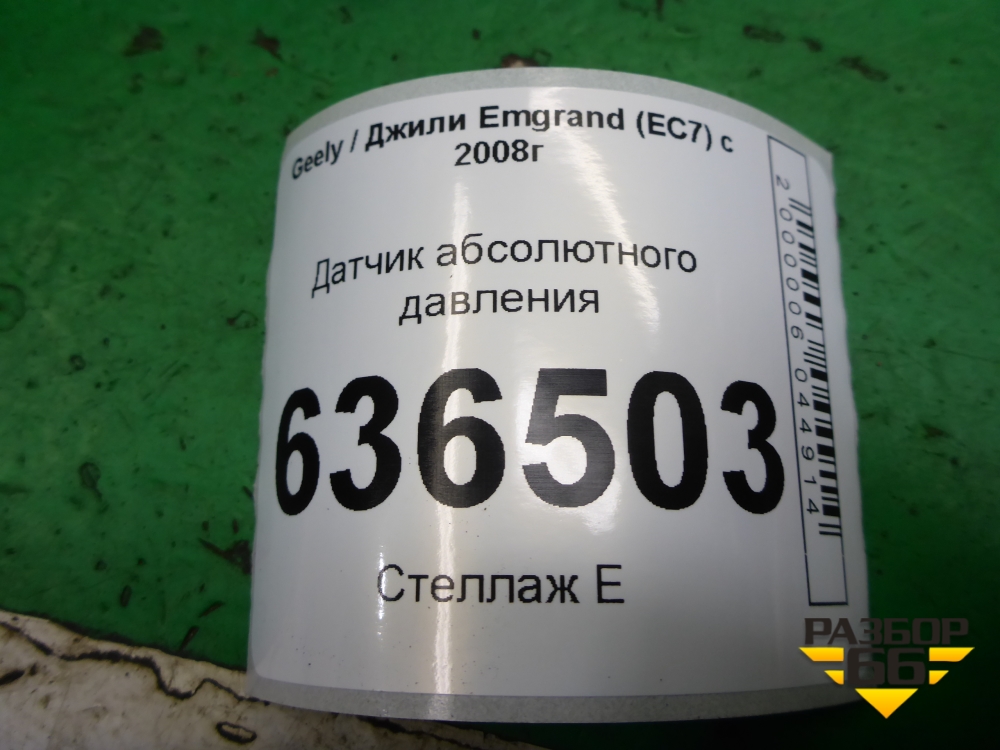 Geely / Джили Emgrand (EC7) с
2008г
Датчик абсолютного
давления
636503
Стеллаж Е
2000006044914
РАЗБОР
66